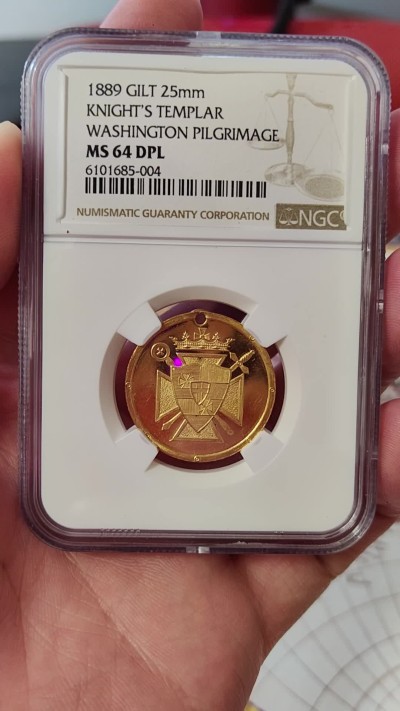 1889 GILT 25mm
KNIGHT'S TEMPLAR
WASHINGTON PILGRIMAGE
MS 64 DPL
6101685-004
NUMISMATIC GUARANTY CORPORATION NGC